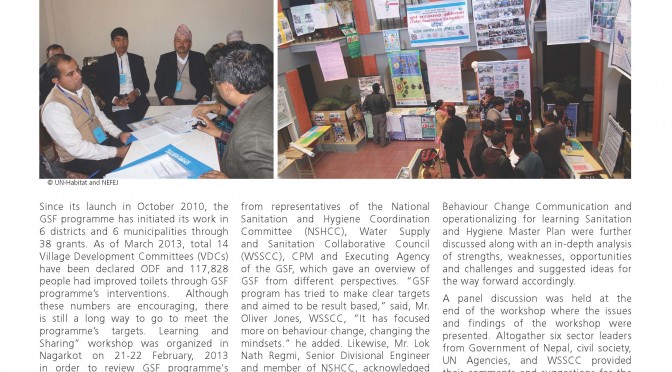 © UN-Habitat and NEFEJ
Since its launch in October 2010, the
GSF programme has initiated its work in
6 districts and 6 municipalities through
38 grants. As of March 2013, total 14
Village Development Committees (VDCs)
have been declared ODF and 117,828
people had improved toilets through GSF
programme's interventions. Although
these numbers are encouraging, there
is still a long way to go to meet the
programme's targets. Learning and
Sharing" workshop was organized in
Nagarkot on 21-22 February, 2013
in order to review GSF programme's
from representatives of the National
Sanitation and Hygiene Coordination
Committee (NSHCC), Water Supply
and Sanitation Collaborative Council
(WSSCC), CPM and Executing Agency
of the GSF, which gave an overview of
GSF from different perspectives. "GSF
program has tried to make clear targets
and aimed to be result based," said, Mr.
Oliver Jones, WSSCC, "It has focused
more on behaviour change, changing the
mindsets." he added. Likewise, Mr. Lok
Nath Regmi, Senior Divisional Engineer
and member of NSHCC, acknowledged
Behaviour Change Communication and
operationalizing for learning Sanitation
and Hygiene Master Plan were further
discussed along with an in-depth analysis
of strengths, weaknesses, opportunities
and challenges and suggested ideas for
the way forward accordingly.
A panel discussion was held at the
end of the workshop where the issues
and findings of the workshop were
presented. Altogather six sector leaders
from Government of Nepal, civil society,
UN Agencies, and WSSCC provided
their comments and suggestions for the